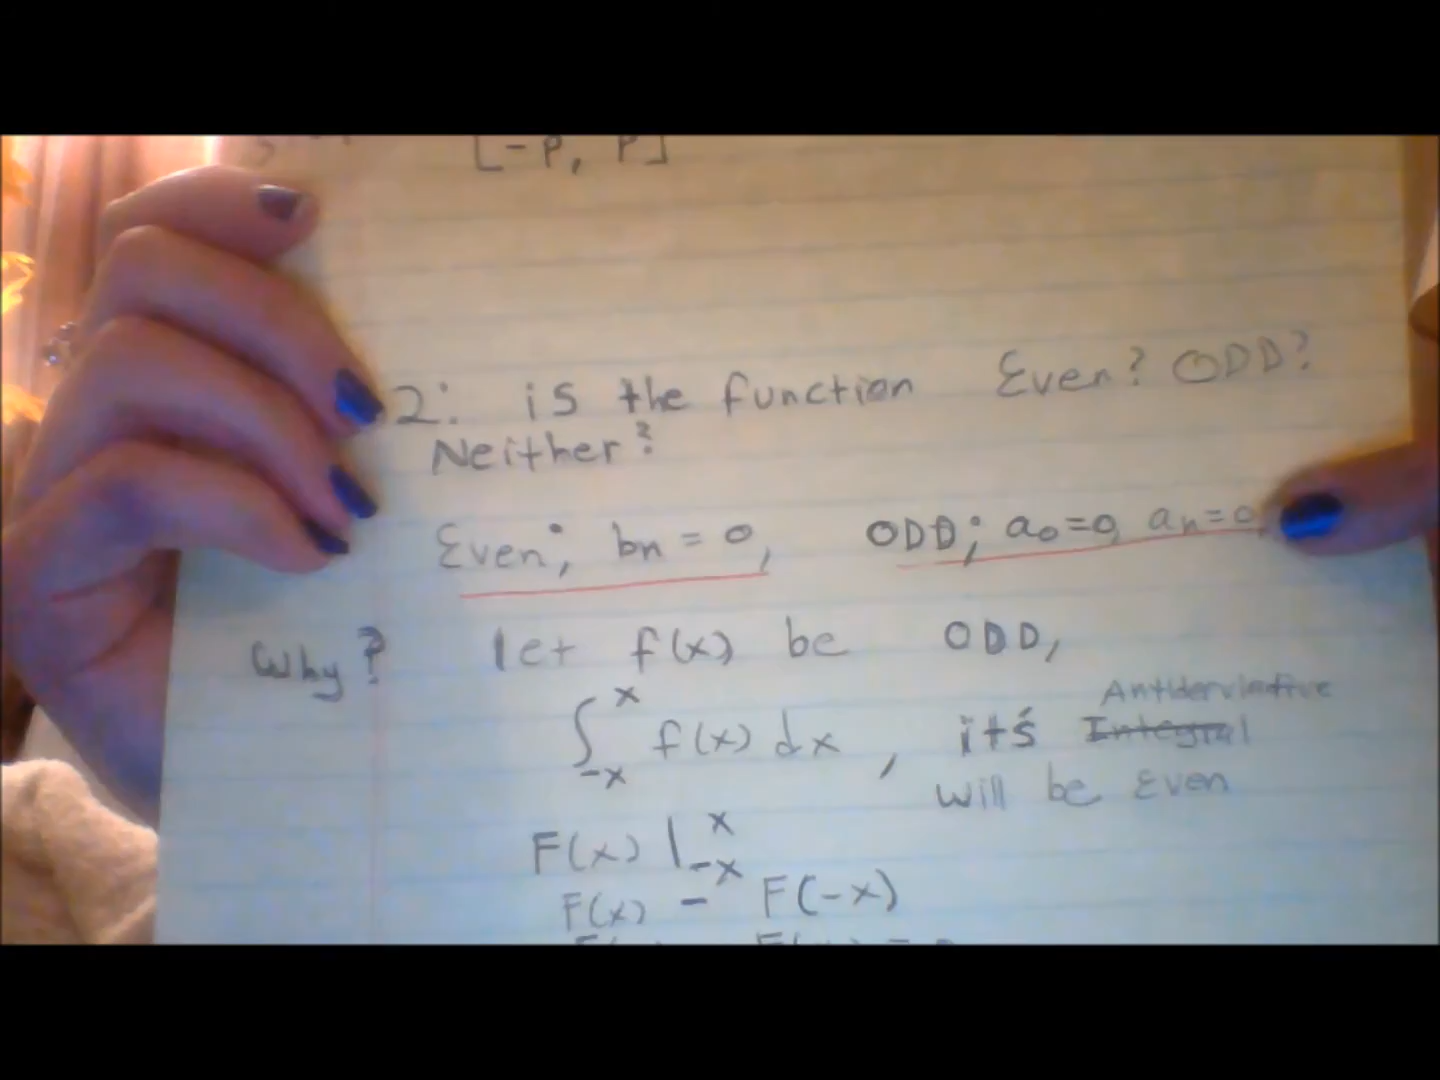 [-P, P]
2: is the function Even? ODD?
Neither?
Even; bn = 0, ODD; a0=0, an=0
Why? let f(x) be ODD,
∫_{-x}^{x} f(x) dx, it's Antiderivative
Integral
will be Even
F(x) |_{-x}^{x}
F(x) - F(-x)